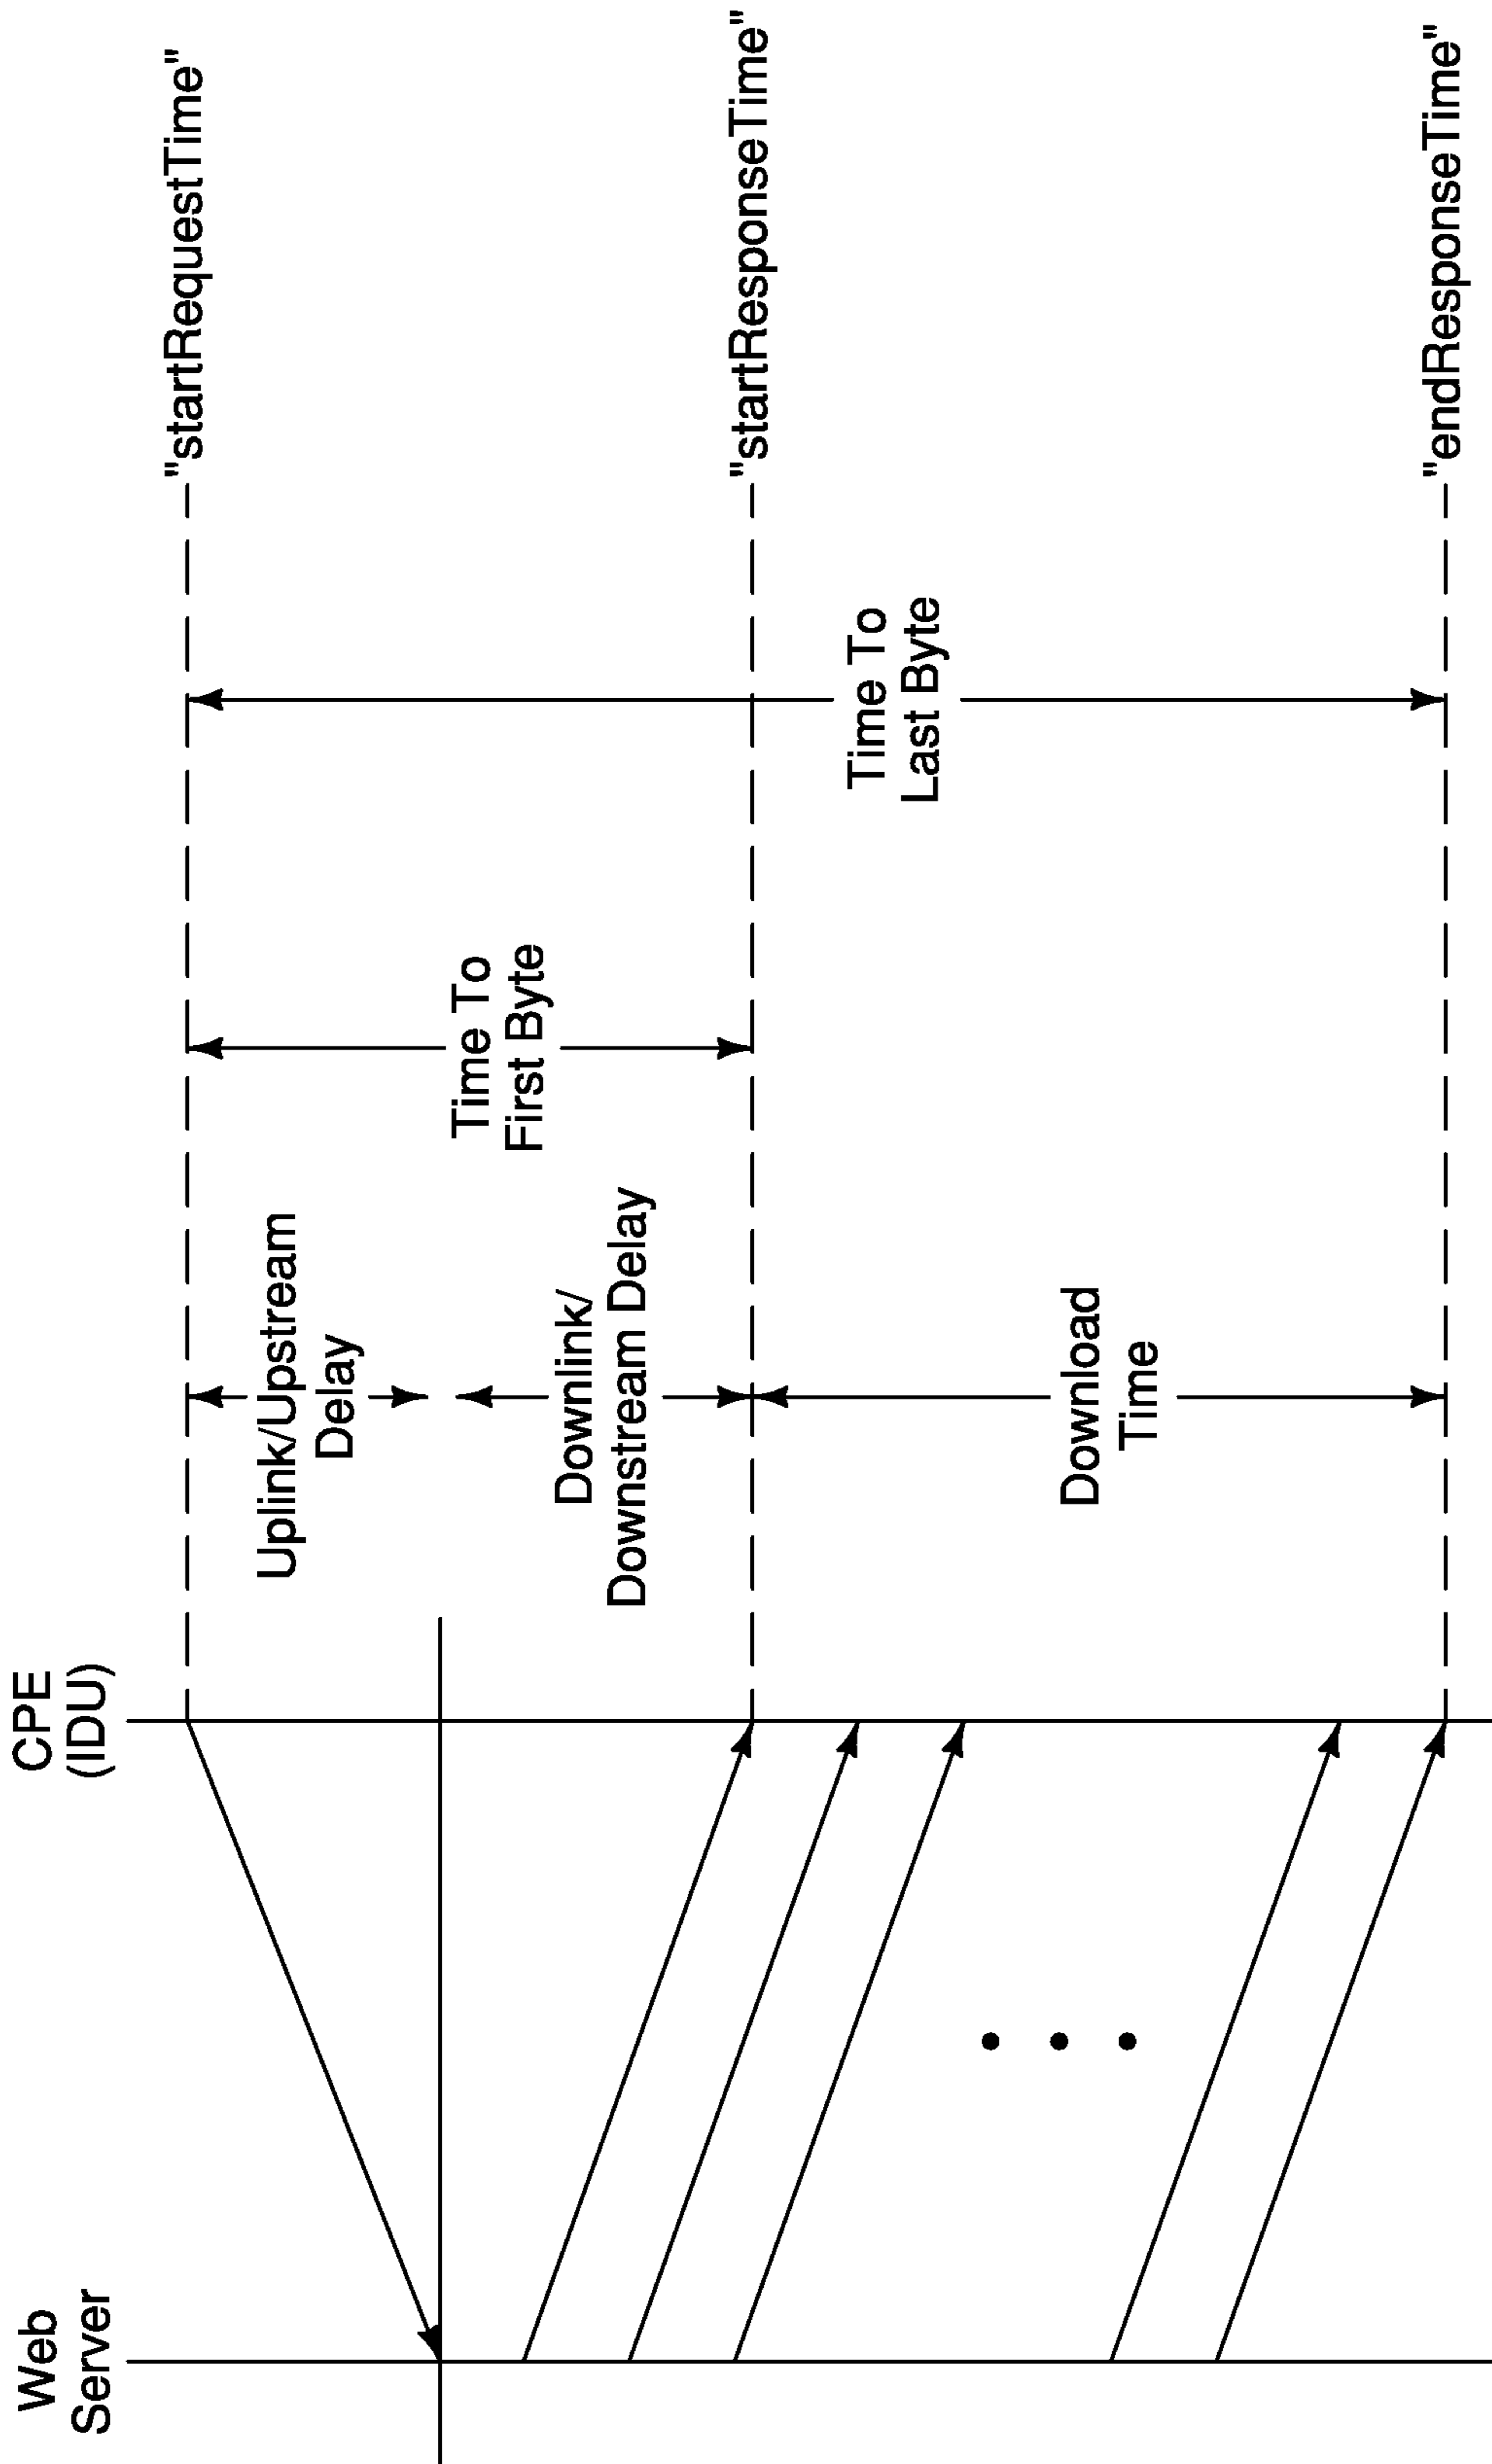 Web
Server
CPE
(IDU)
"startRequestTime"
Uplink/Upstream
Delay
Time To
First Byte
Downlink/
Downstream Delay
"startResponseTime"
Time To
Last Byte
Download
Time
"endResponseTime"